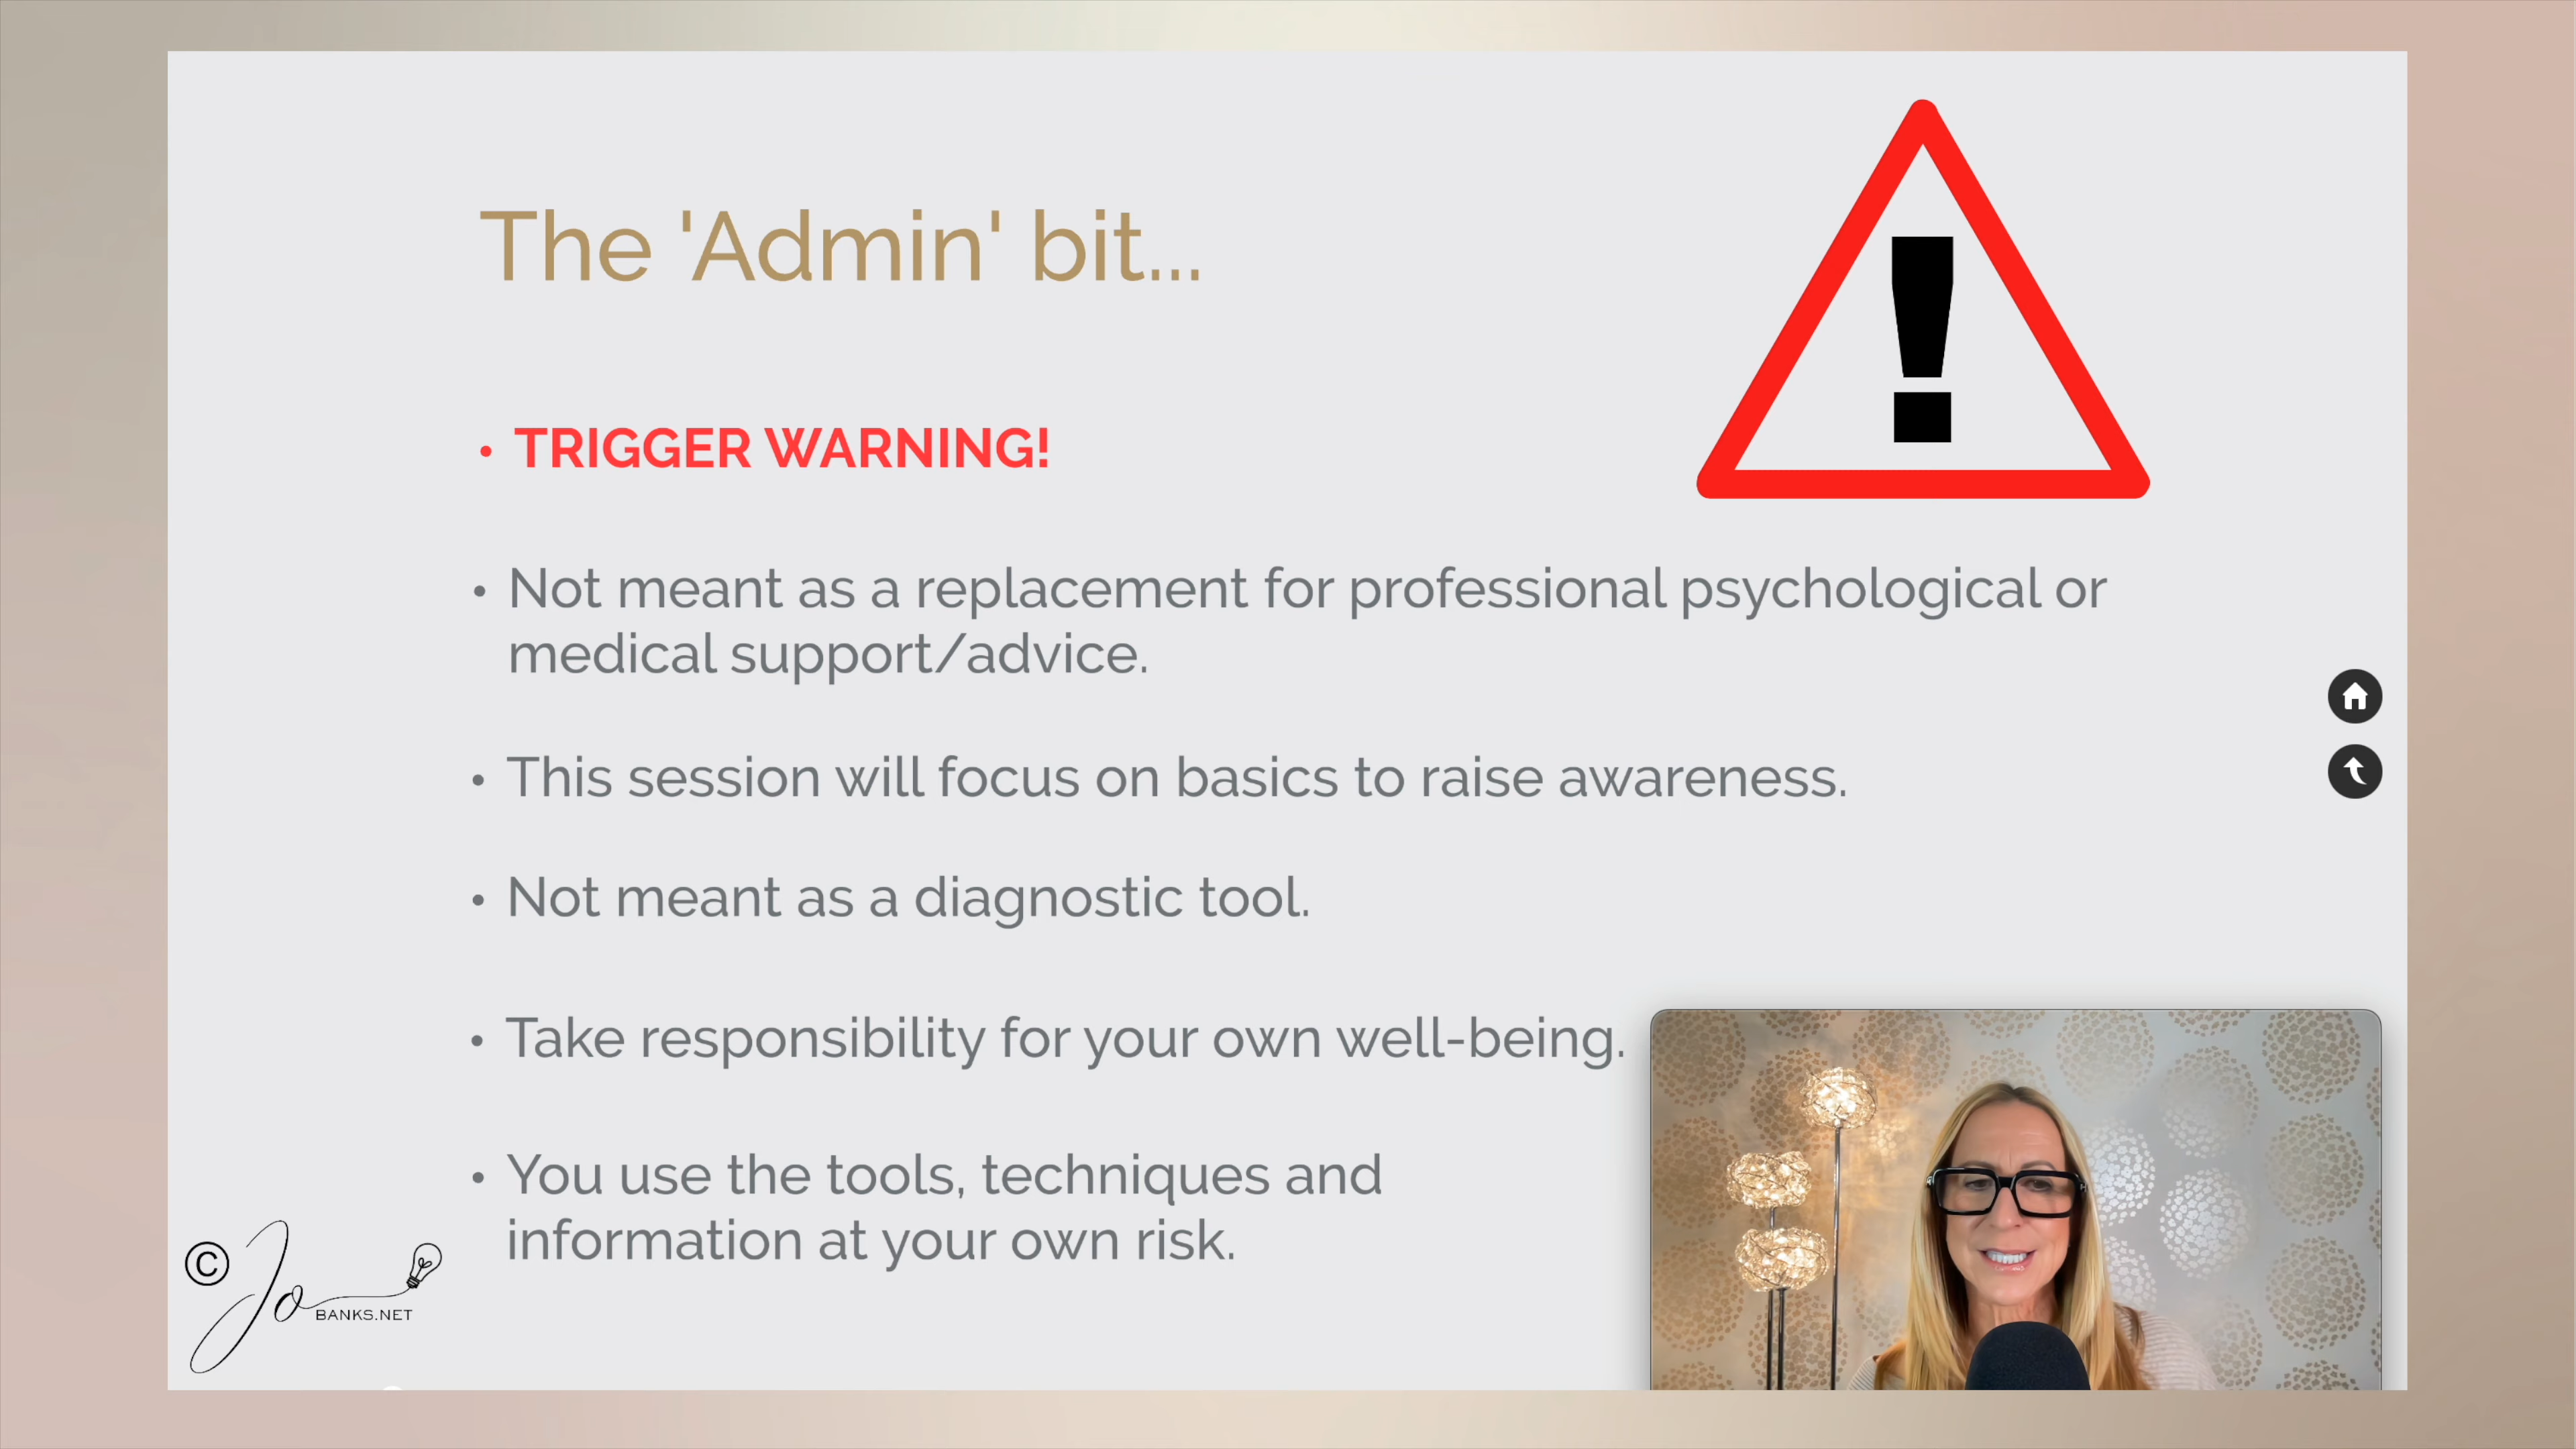 The 'Admin' bit...
• TRIGGER WARNING!
• Not meant as a replacement for professional psychological or
medical support/advice.
• This session will focus on basics to raise awareness.
• Not meant as a diagnostic tool.
• Take responsibility for your own well-being.
• You use the tools, techniques and
information at your own risk.
© Jo BANKS.NET